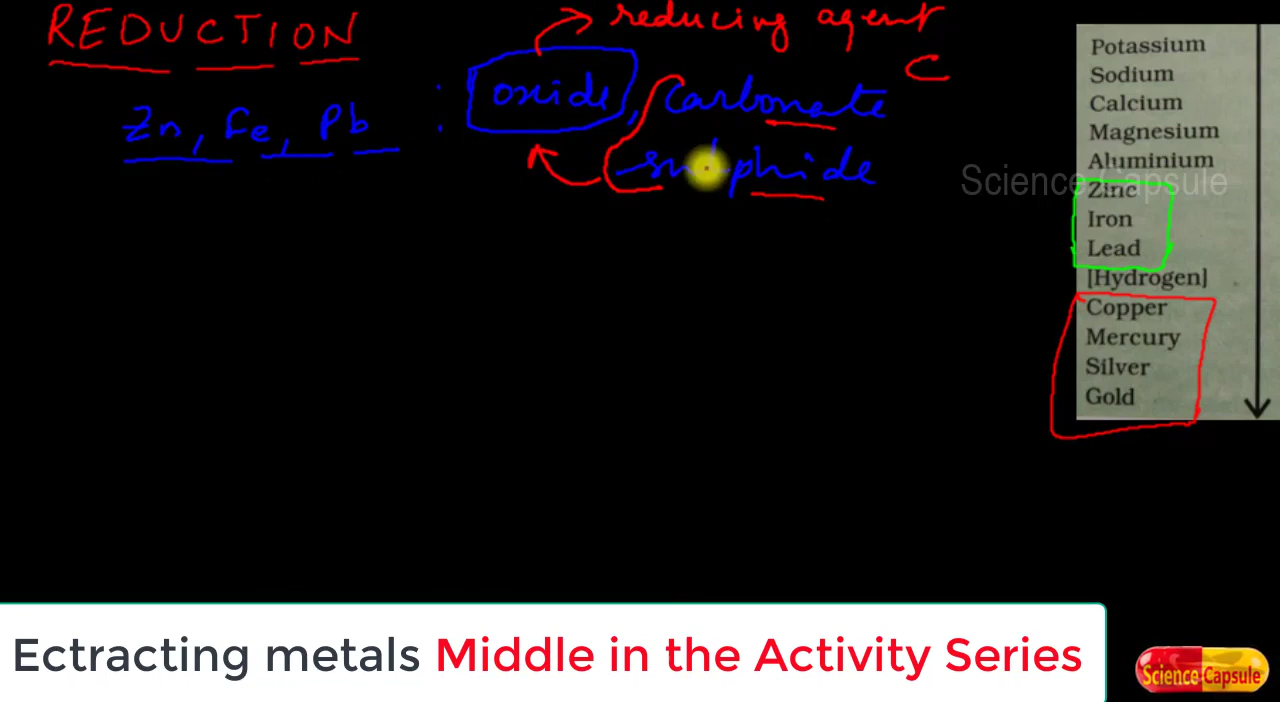 REDUCTION
reducing agent
C
Zn, Fe, Pb : oxide, carbonate
sulphide
Potassium
Sodium
Calcium
Magnesium
Aluminium
Zinc
Iron
Lead
[Hydrogen]
Copper
Mercury
Silver
Gold
Science Capsule
Ectracting metals Middle in the Activity Series
Science Capsule